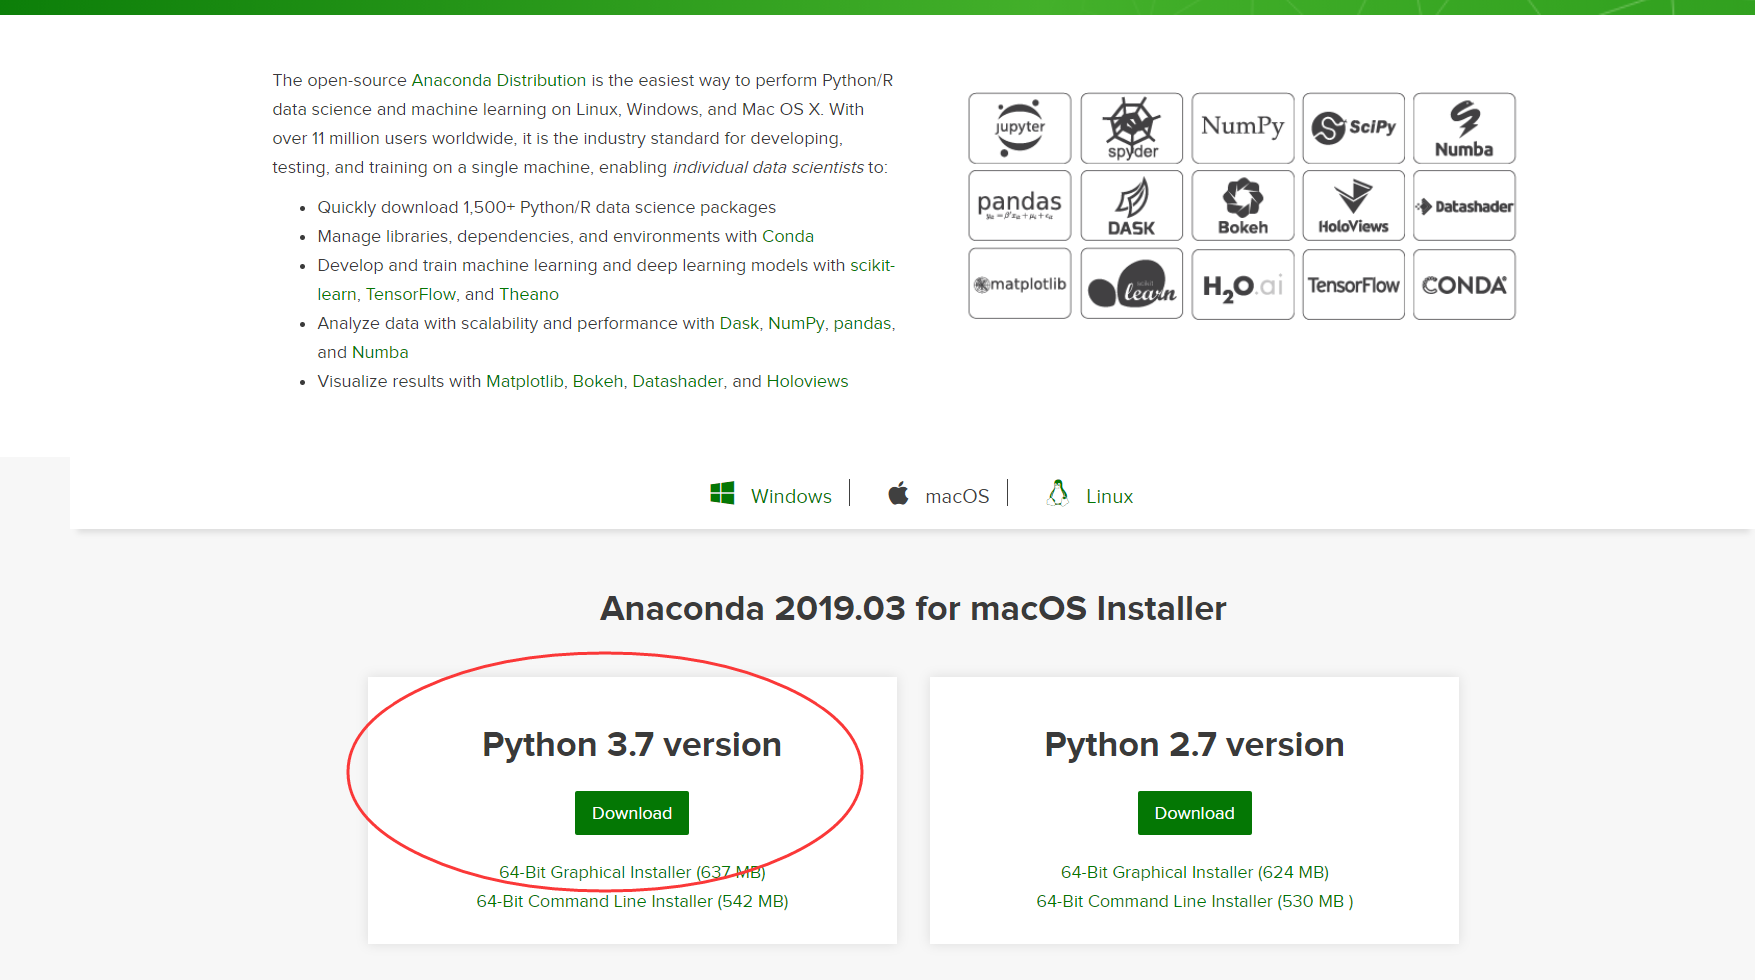 The open-source Anaconda Distribution is the easiest way to perform Python/R
data science and machine learning on Linux, Windows, and Mac OS X. With
over 11 million users worldwide, it is the industry standard for developing,
testing, and training on a single machine, enabling individual data scientists to:
• Quickly download 1,500+ Python/R data science packages
• Manage libraries, dependencies, and environments with Conda
• Develop and train machine learning and deep learning models with scikit-
learn, TensorFlow, and Theano
• Analyze data with scalability and performance with Dask, NumPy, pandas,
and Numba
• Visualize results with Matplotlib, Bokeh, Datashader, and Holoviews
jupyter
spyder
NumPy
SciPy
Numba
pandas
DASK
Bokeh
HoloViews
Datashader
matplotlib
scikit
learn
H2O.ai
TensorFlow
CONDA
Windows
macOS
Linux
Anaconda 2019.03 for macOS Installer
Python 3.7 version
Download
64-Bit Graphical Installer (637 MB)
64-Bit Command Line Installer (542 MB)
Python 2.7 version
Download
64-Bit Graphical Installer (624 MB)
64-Bit Command Line Installer (530 MB )